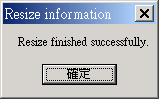 Resize information
Resize finished successfully.
確定